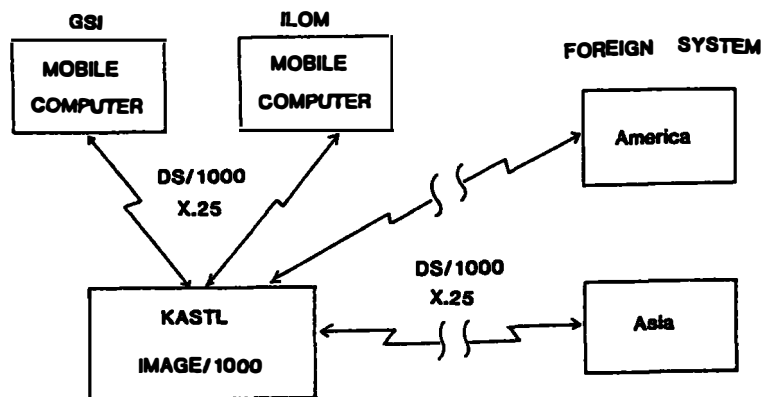 GSI
ILOM
MOBILE
COMPUTER
MOBILE
COMPUTER
FOREIGN SYSTEM
America
DS/1000
X.25
DS/1000
X.25
KASTL
IMAGE/1000
Asia